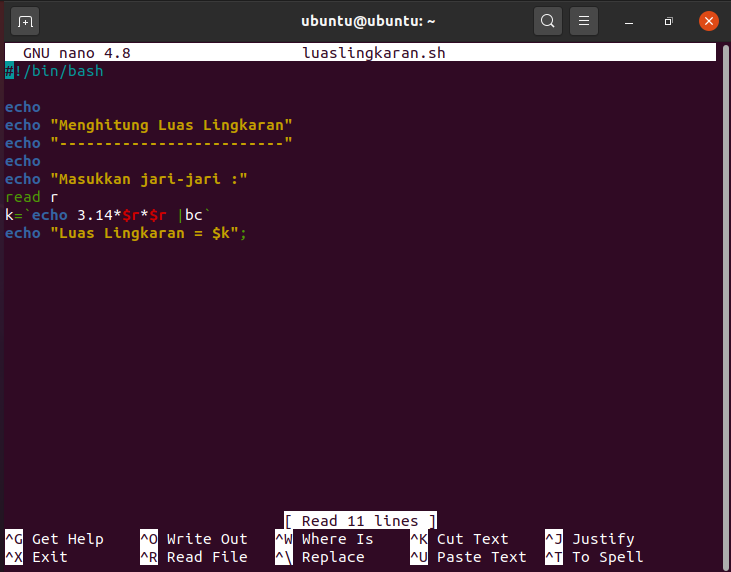 ubuntu@ubuntu: ~
GNU nano 4.8 luaslingkaran.sh
#!/bin/bash

echo
echo "Menghitung Luas Lingkaran"
echo "-------------------------"
echo
echo "Masukkan jari-jari :"
read r
k=`echo 3.14*$r*$r |bc`
echo "Luas Lingkaran = $k";
[ Read 11 lines ]
^G Get Help ^O Write Out ^W Where Is ^K Cut Text ^J Justify
^X Exit ^R Read File ^\ Replace ^U Paste Text ^T To Spell